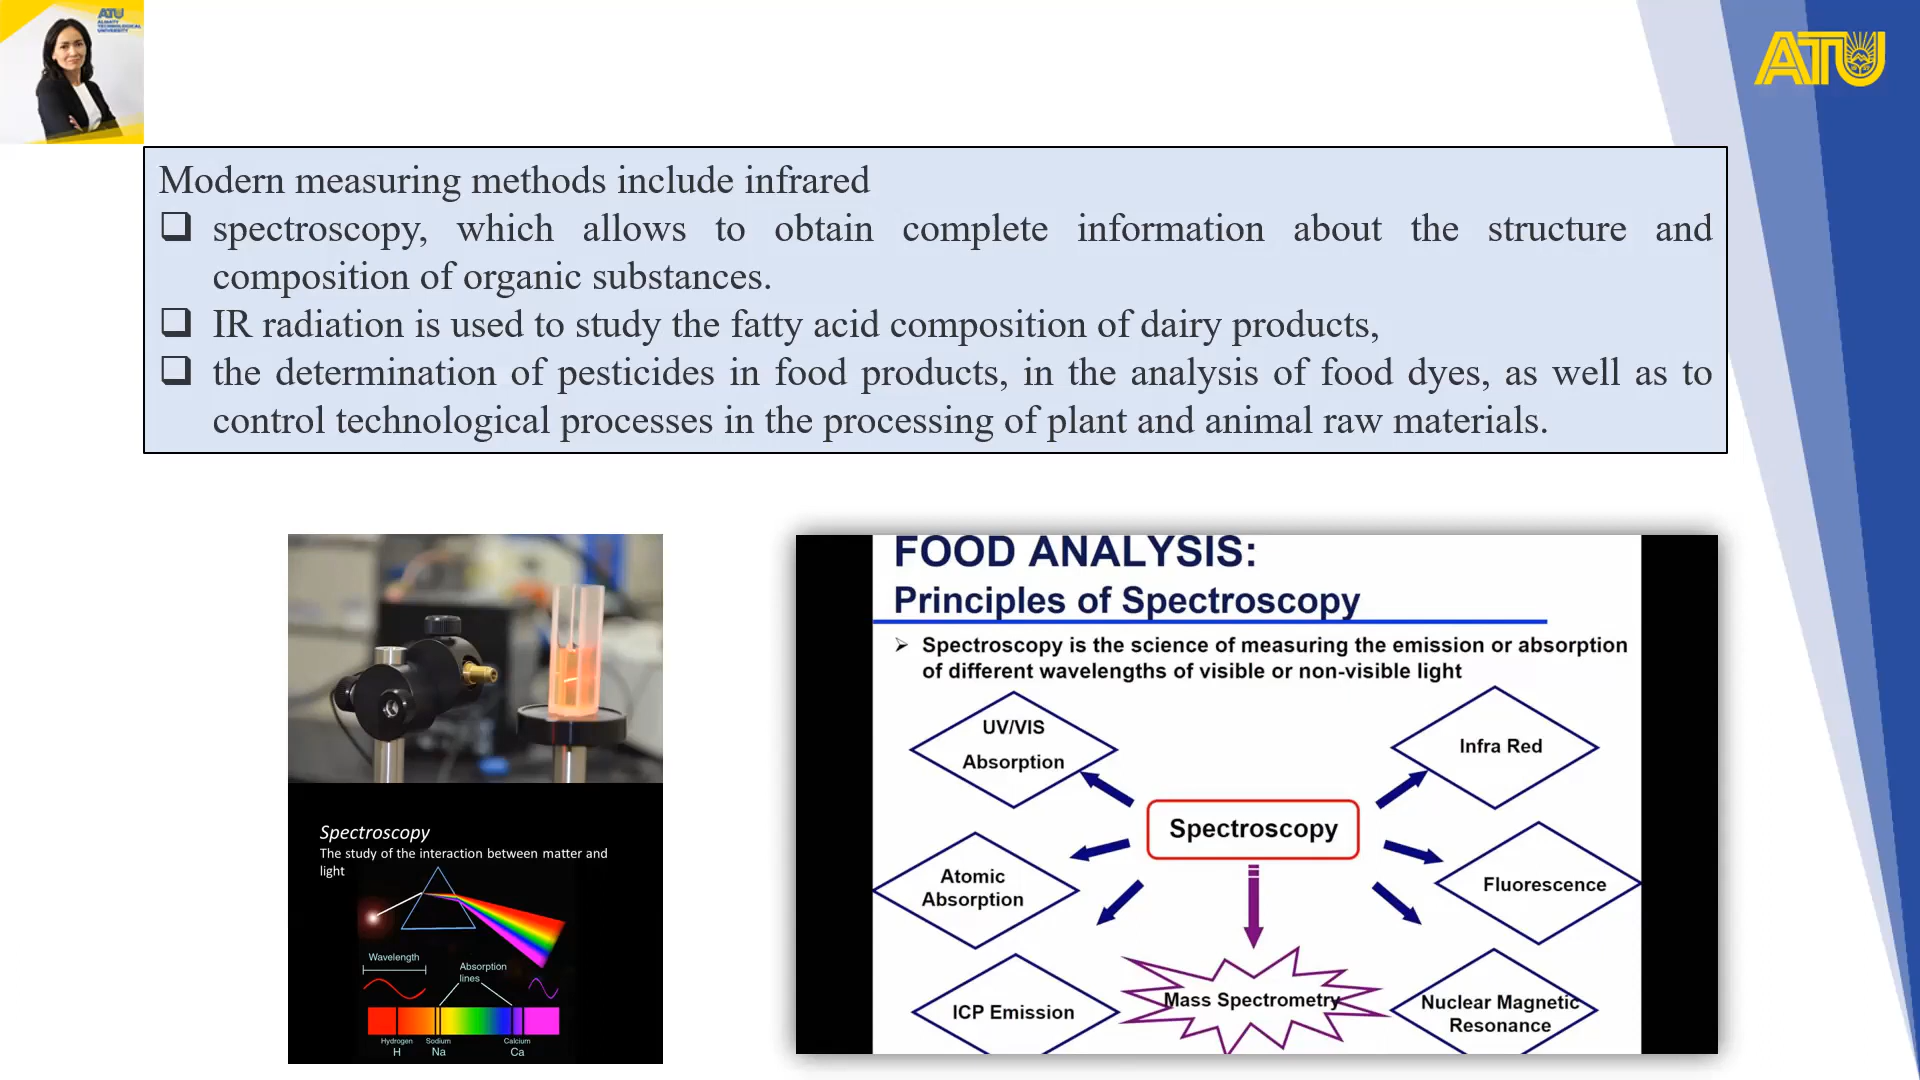 ATU
ALMATY
TECHNOLOGICAL
UNIVERSITY
ATU
Modern measuring methods include infrared
❑ spectroscopy, which allows to obtain complete information about the structure and
composition of organic substances.
❑ IR radiation is used to study the fatty acid composition of dairy products,
❑ the determination of pesticides in food products, in the analysis of food dyes, as well as to
control technological processes in the processing of plant and animal raw materials.
Spectroscopy
The study of the interaction between matter and
light
Wavelength
Absorption
lines
Hydrogen Sodium Calcium
H Na Ca
FOOD ANALYSIS:
Principles of Spectroscopy
➢ Spectroscopy is the science of measuring the emission or absorption
of different wavelengths of visible or non-visible light
UV/VIS
Absorption
Infra Red
Spectroscopy
Atomic
Absorption
Fluorescence
ICP Emission
Mass Spectrometry
Nuclear Magnetic
Resonance